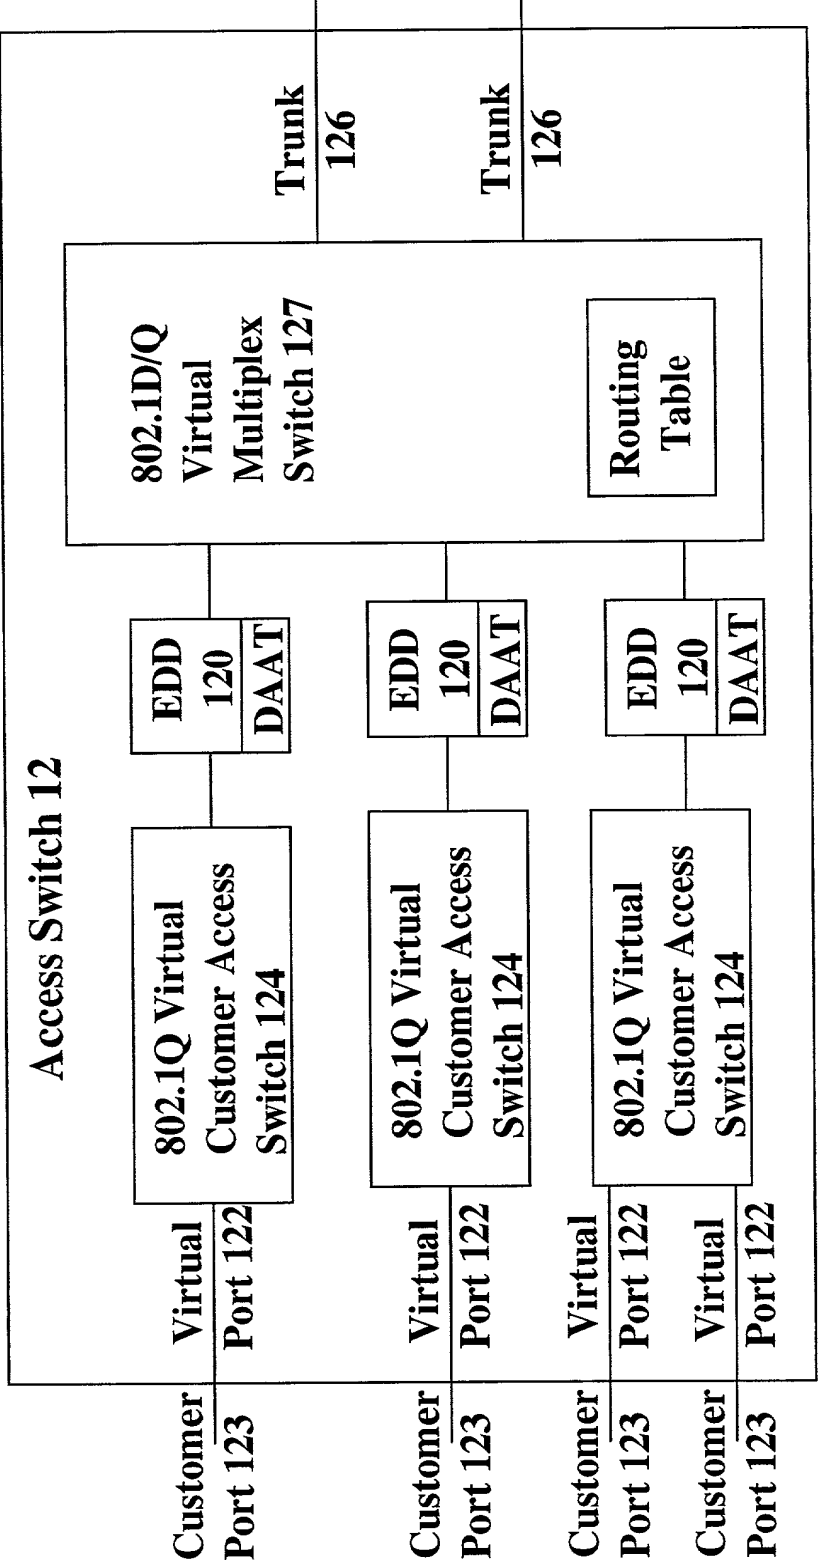 Access Switch 12
Customer
Port 123
Virtual
Port 122
802.1Q Virtual
Customer Access
Switch 124
EDD
120
DAAT
802.1D/Q
Virtual
Multiplex
Switch 127
Trunk
126
Customer
Port 123
Virtual
Port 122
802.1Q Virtual
Customer Access
Switch 124
EDD
120
DAAT
Trunk
126
Customer
Port 123
Virtual
Port 122
802.1Q Virtual
Customer Access
Switch 124
EDD
120
DAAT
Routing
Table
Customer
Port 123
Virtual
Port 122